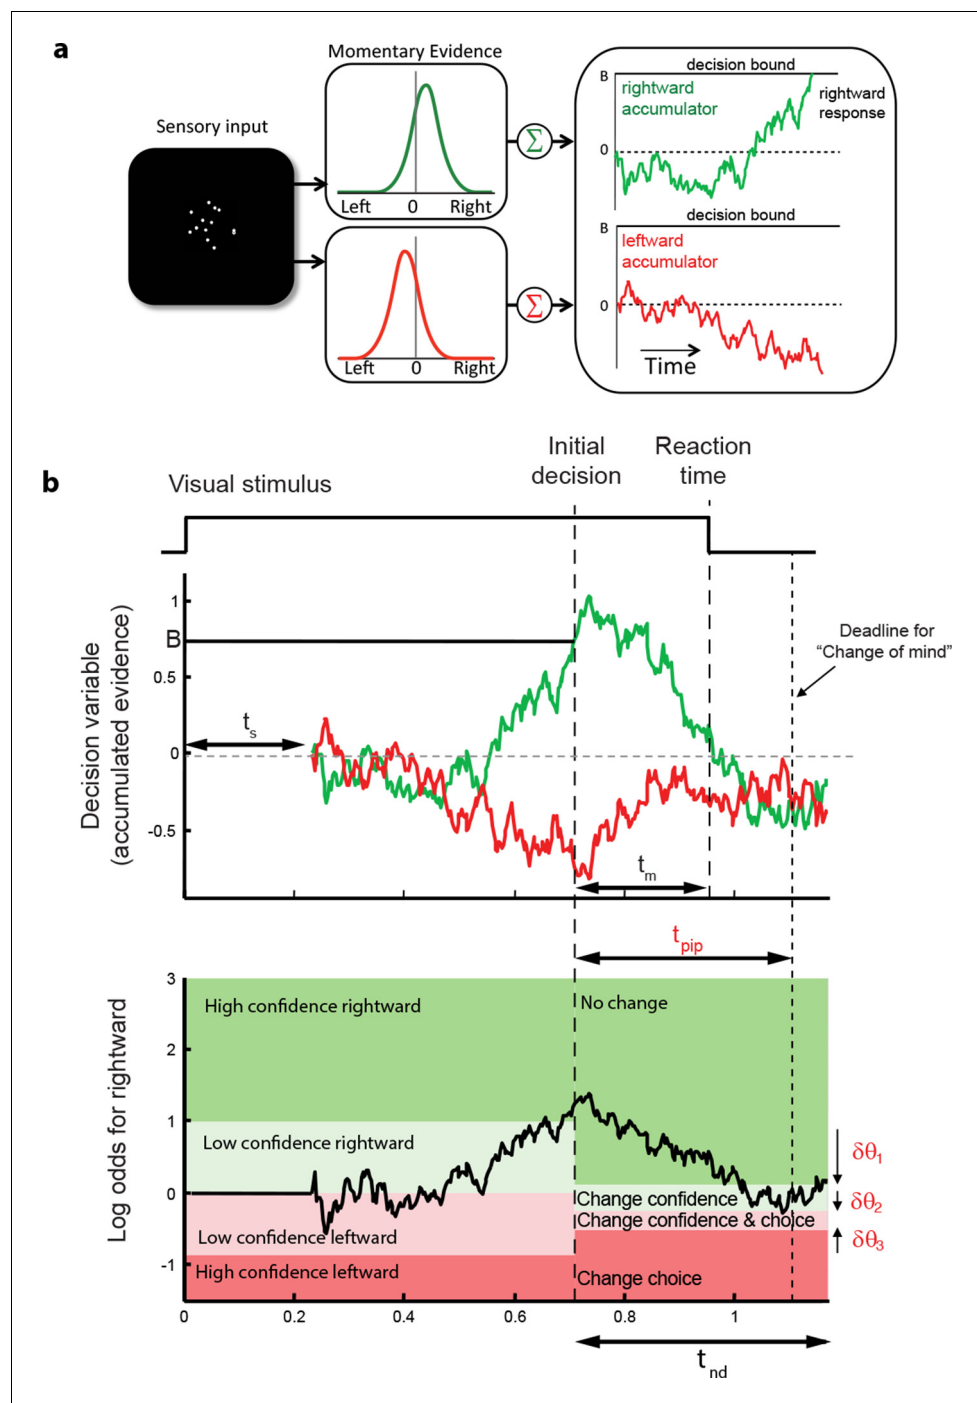 a
Momentary Evidence
Sensory input
Left 0 Right
Σ
Left 0 Right
Σ
decision bound
B
rightward
accumulator
rightward
response
0
decision bound
B
leftward
accumulator
0
Time
b
Visual stimulus
Initial
decision
Reaction
time
Decision variable
(accumulated evidence)
1
B
0.5
0
-0.5
ts
tm
Deadline for
“Change of mind”
tpip
Log odds for rightward
3
2
1
0
-1
High confidence rightward
No change
Low confidence rightward
Change confidence
Change confidence & choice
Low confidence leftward
High confidence leftward
Change choice
δθ1
δθ2
δθ3
0 0.2 0.4 0.6 0.8 1
tnd